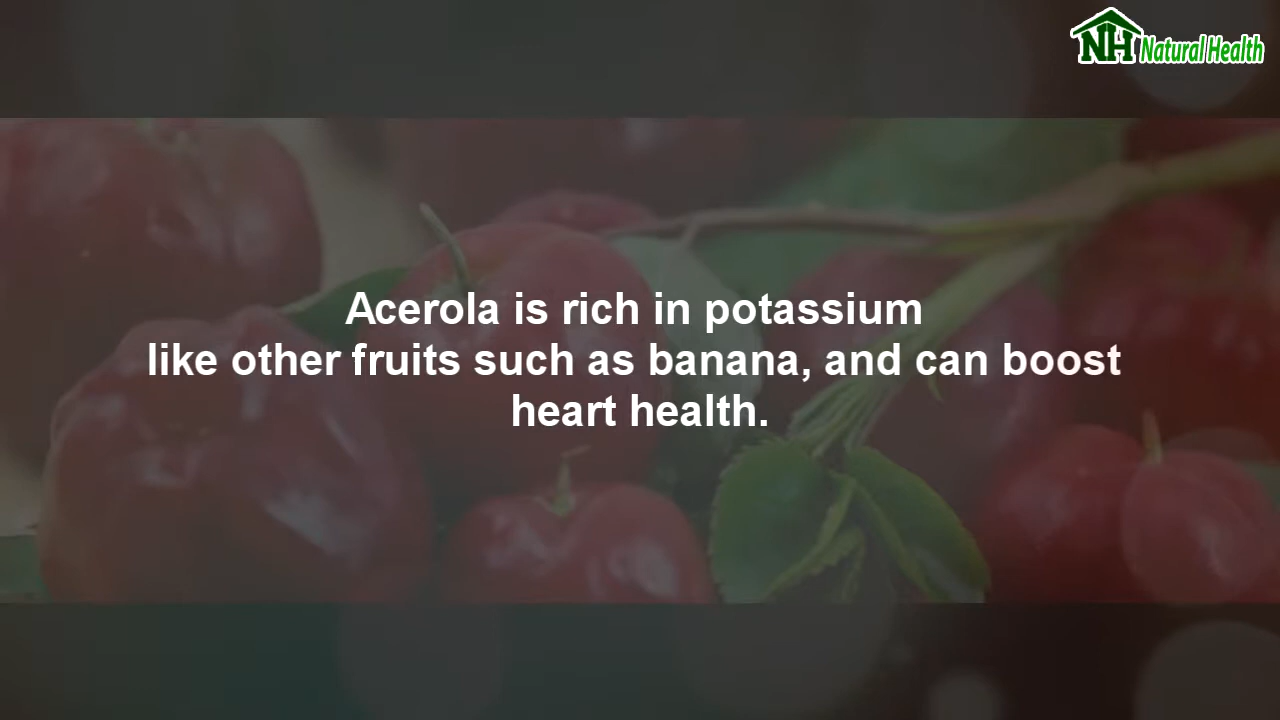 NH Natural Health
Acerola is rich in potassium
like other fruits such as banana, and can boost
heart health.